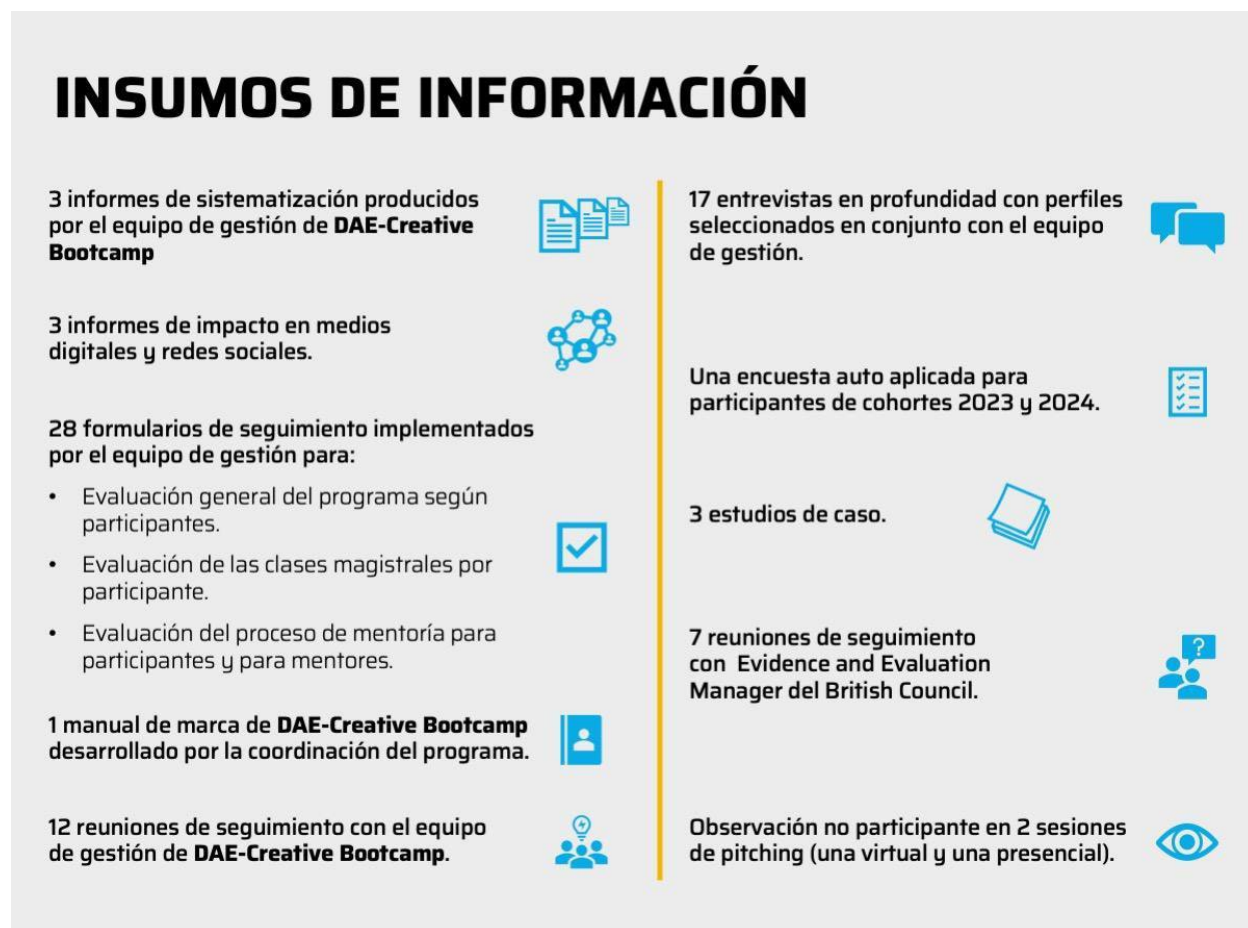 INSUMOS DE INFORMACIÓN
3 informes de sistematización producidos
por el equipo de gestión de DAE-Creative
Bootcamp
3 informes de impacto en medios
digitales y redes sociales.
28 formularios de seguimiento implementados
por el equipo de gestión para:
• Evaluación general del programa según
participantes.
• Evaluación de las clases magistrales por
participante.
• Evaluación del proceso de mentoría para
participantes y para mentores.
1 manual de marca de DAE-Creative Bootcamp
desarrollado por la coordinación del programa.
12 reuniones de seguimiento con el equipo
de gestión de DAE-Creative Bootcamp.
17 entrevistas en profundidad con perfiles
seleccionados en conjunto con el equipo
de gestión.
Una encuesta auto aplicada para
participantes de cohortes 2023 y 2024.
3 estudios de caso.
7 reuniones de seguimiento
con Evidence and Evaluation
Manager del British Council.
Observación no participante en 2 sesiones
de pitching (una virtual y una presencial).